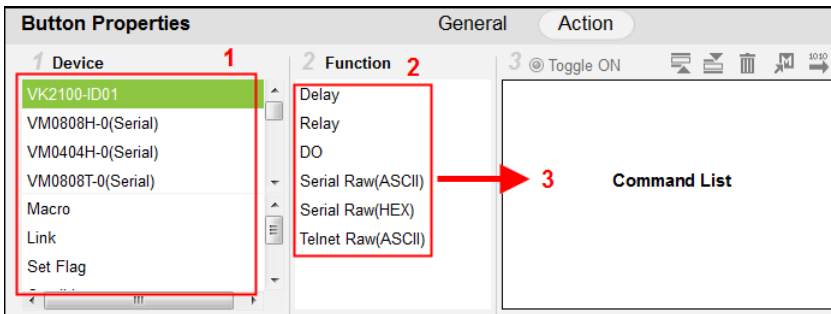 Button Properties General Action
1 Device 1 2 Function 2 3 Toggle ON 1010
VK2100-ID01
VM0808H-0(Serial)
VM0404H-0(Serial)
VM0808T-0(Serial)
Macro
Link
Set Flag
Delay
Relay
DO
Serial Raw(ASCII)
Serial Raw(HEX)
Telnet Raw(ASCII)
3 Command List